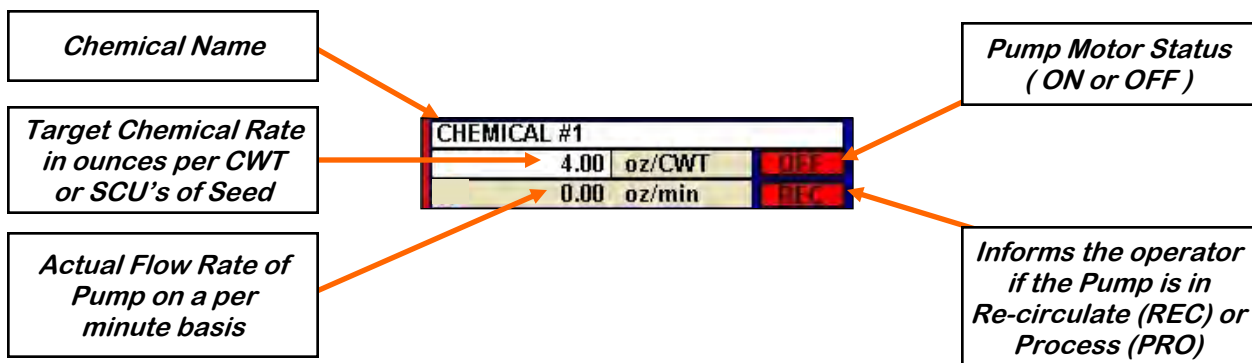 Chemical Name
Target Chemical Rate
in ounces per CWT
or SCU's of Seed
Actual Flow Rate of
Pump on a per
minute basis
CHEMICAL #1
4.00 oz/CWT OFF
0.00 oz/min REC
Pump Motor Status
( ON or OFF )
Informs the operator
if the Pump is in
Re-circulate (REC) or
Process (PRO)